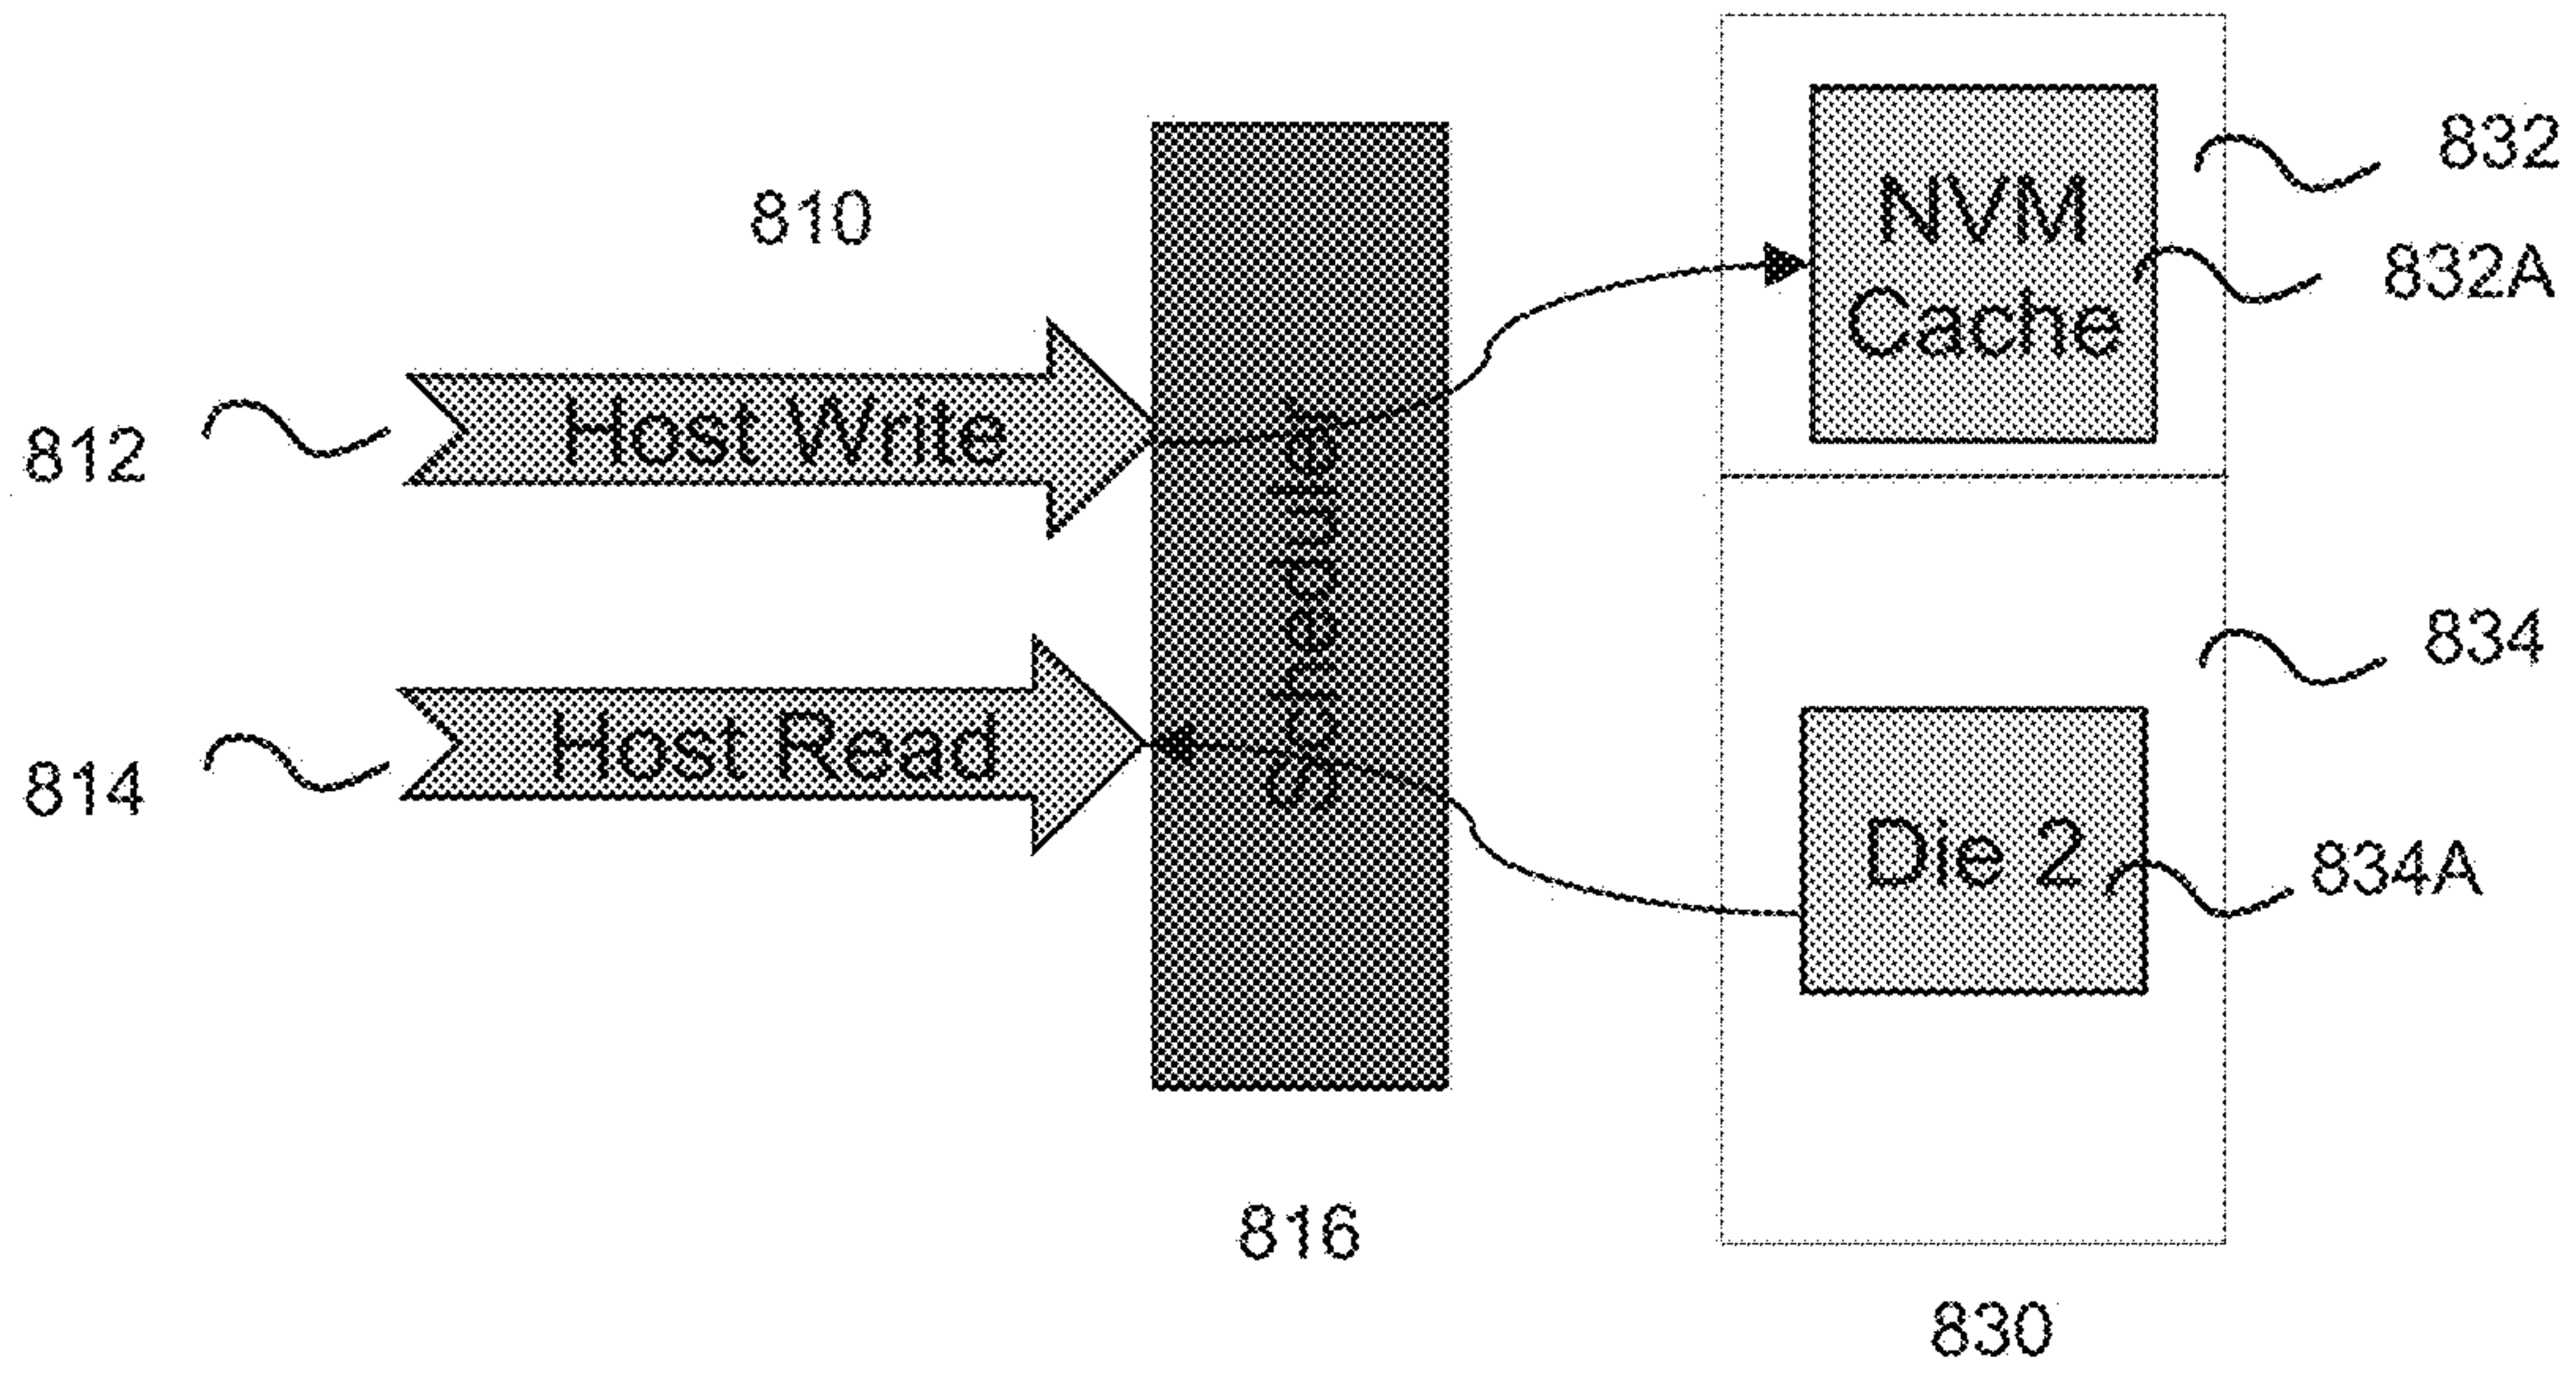 810
812
Host Write
814
Host Read
Scheduler
816
NVM
Cache
832
832A
834
Die 2
834A
830